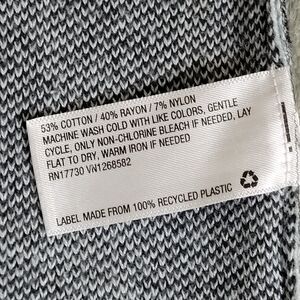 53% COTTON / 40% RAYON / 7% NYLON
MACHINE WASH COLD WITH LIKE COLORS, GENTLE
CYCLE, ONLY NON-CHLORINE BLEACH IF NEEDED, LAY
FLAT TO DRY, WARM IRON IF NEEDED
RN17730 VN1268582
LABEL MADE FROM 100% RECYCLED PLASTIC